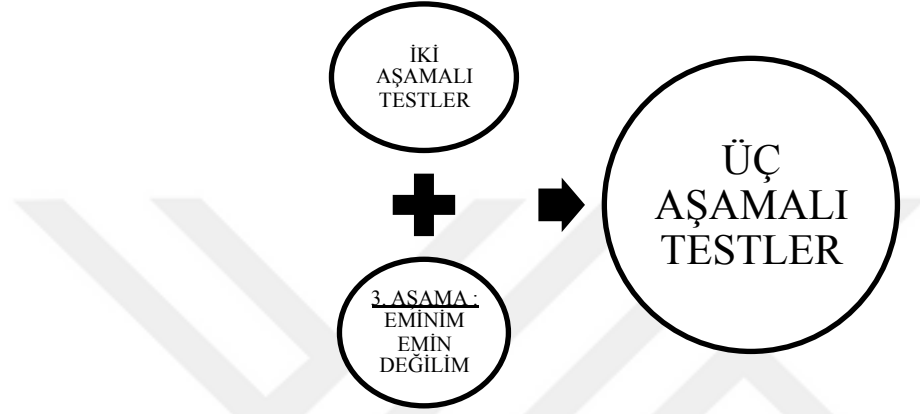 İKİ
AŞAMALI
TESTLER
3. AŞAMA :
EMİNİM
EMİN
DEĞİLİM
ÜÇ
AŞAMALI
TESTLER